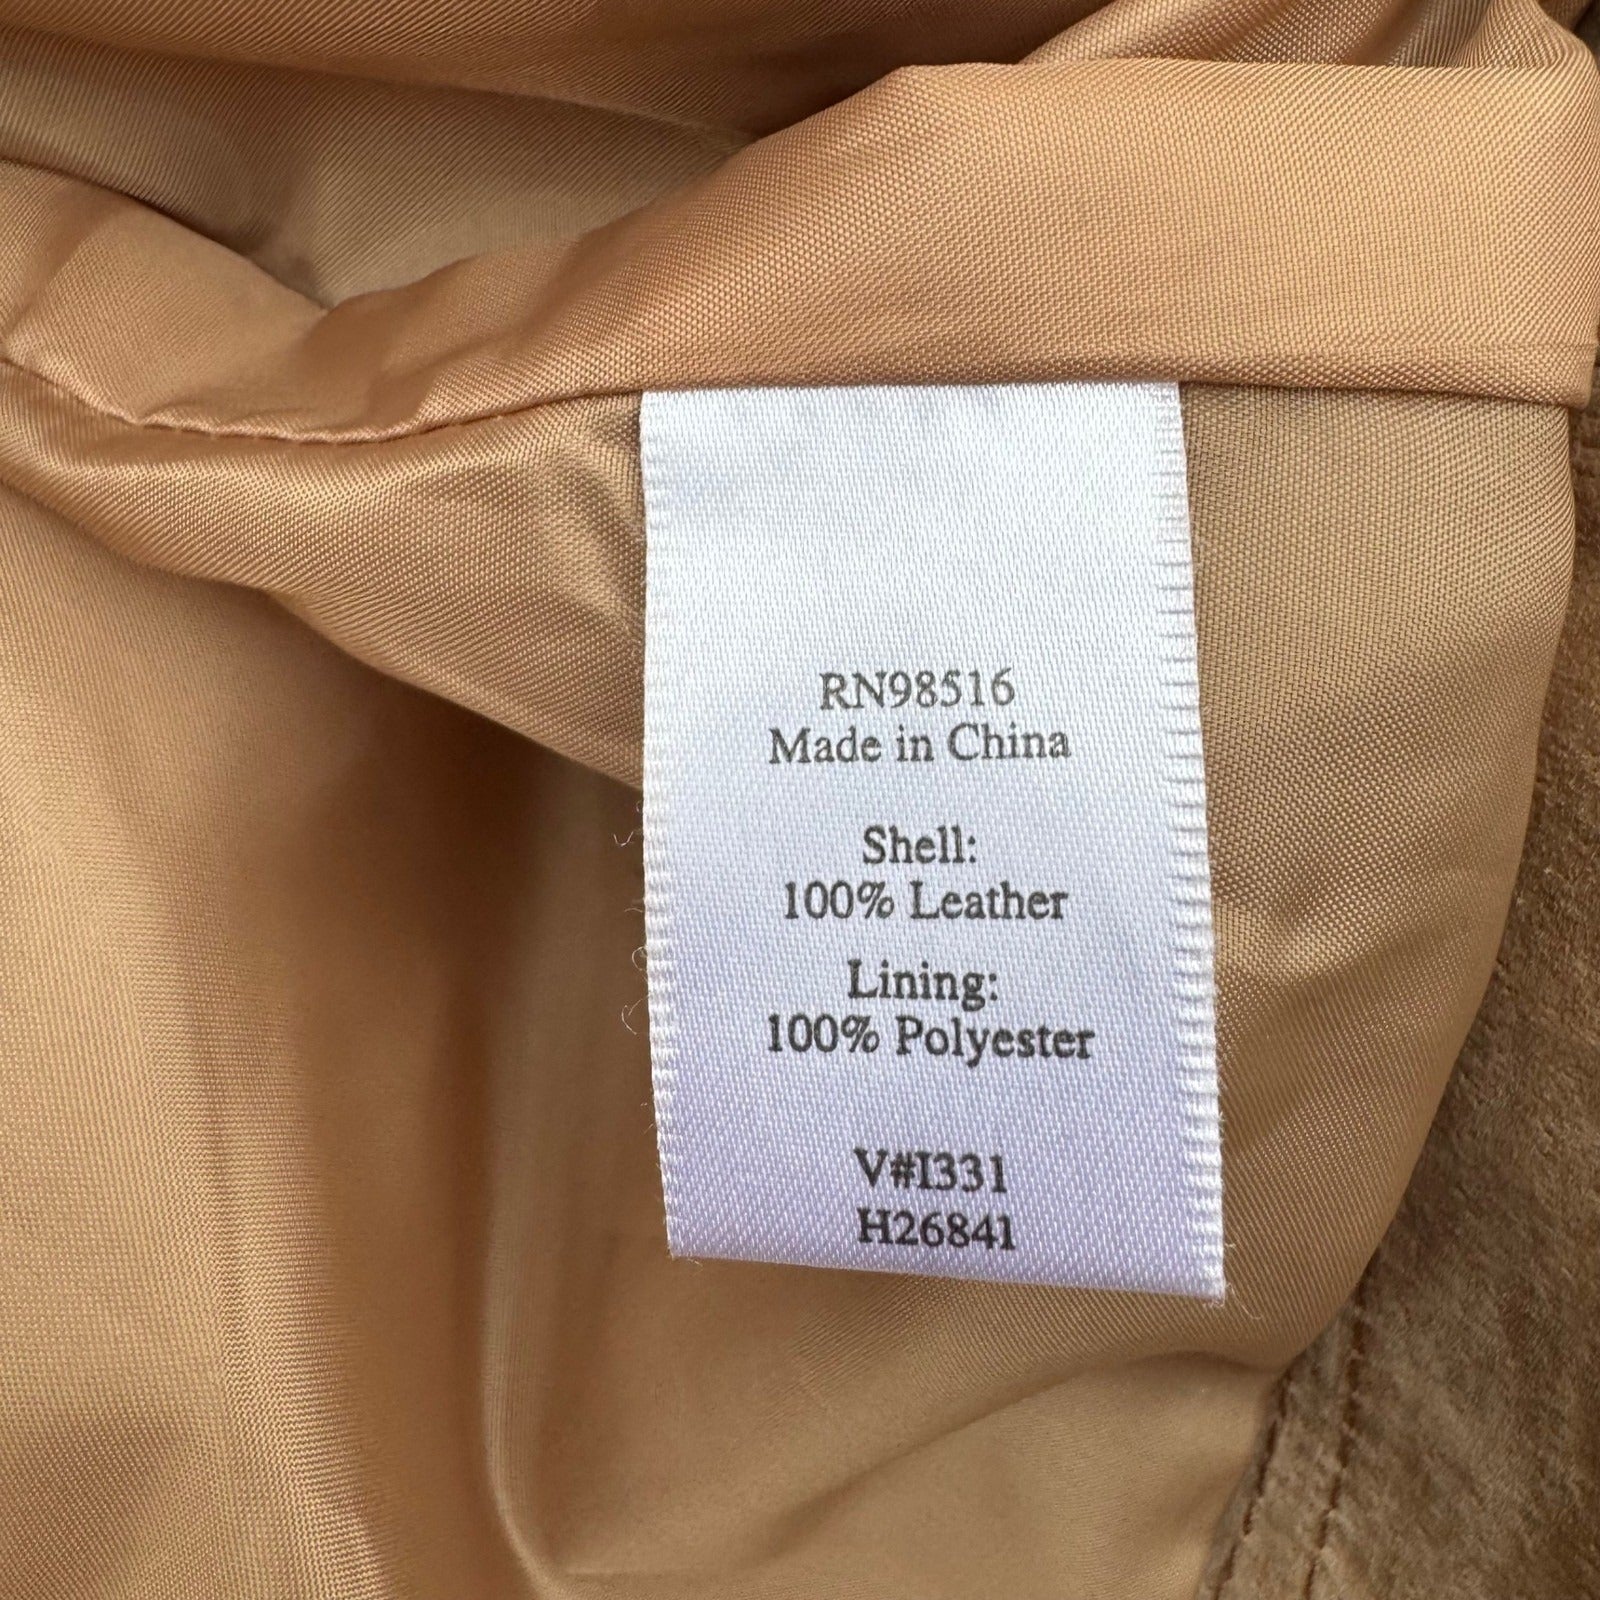 RN98516
Made in China
Shell:
100% Leather
Lining:
100% Polyester
V#I331
H26841